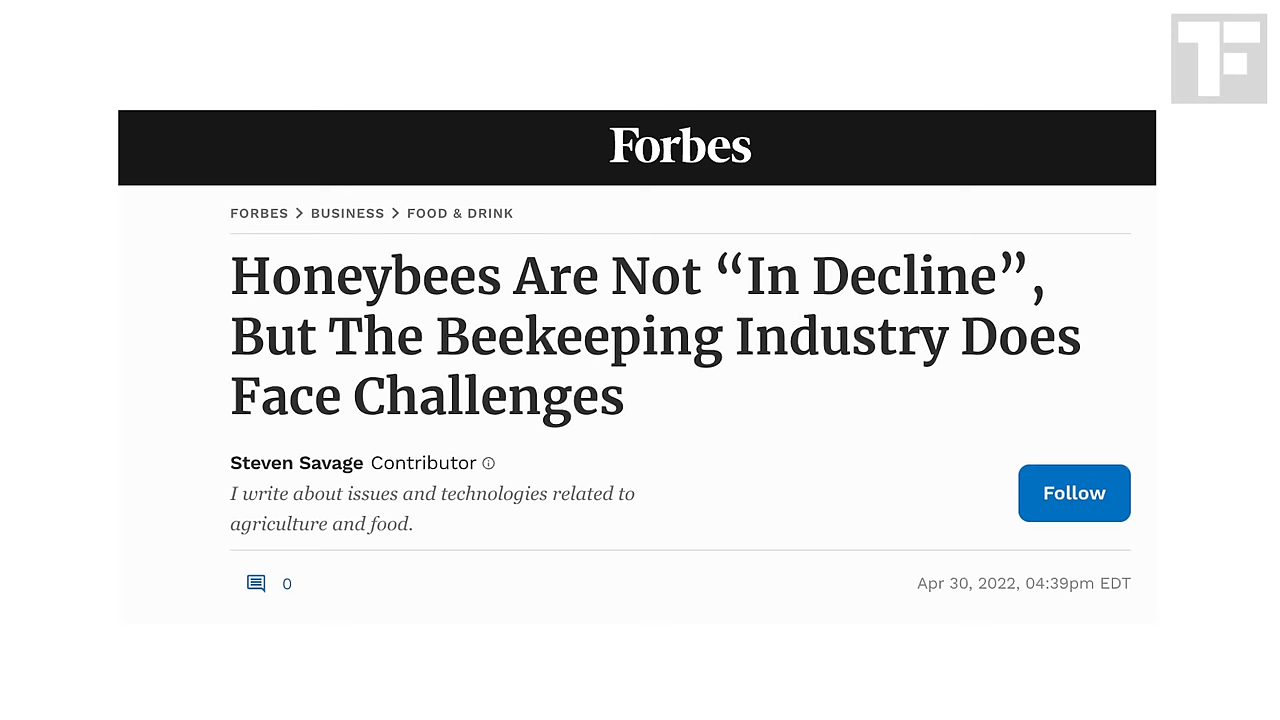 TF
Forbes
FORBES > BUSINESS > FOOD & DRINK
Honeybees Are Not “In Decline”,
But The Beekeeping Industry Does
Face Challenges
Steven Savage Contributor
I write about issues and technologies related to
agriculture and food.
Follow
0
Apr 30, 2022, 04:39pm EDT